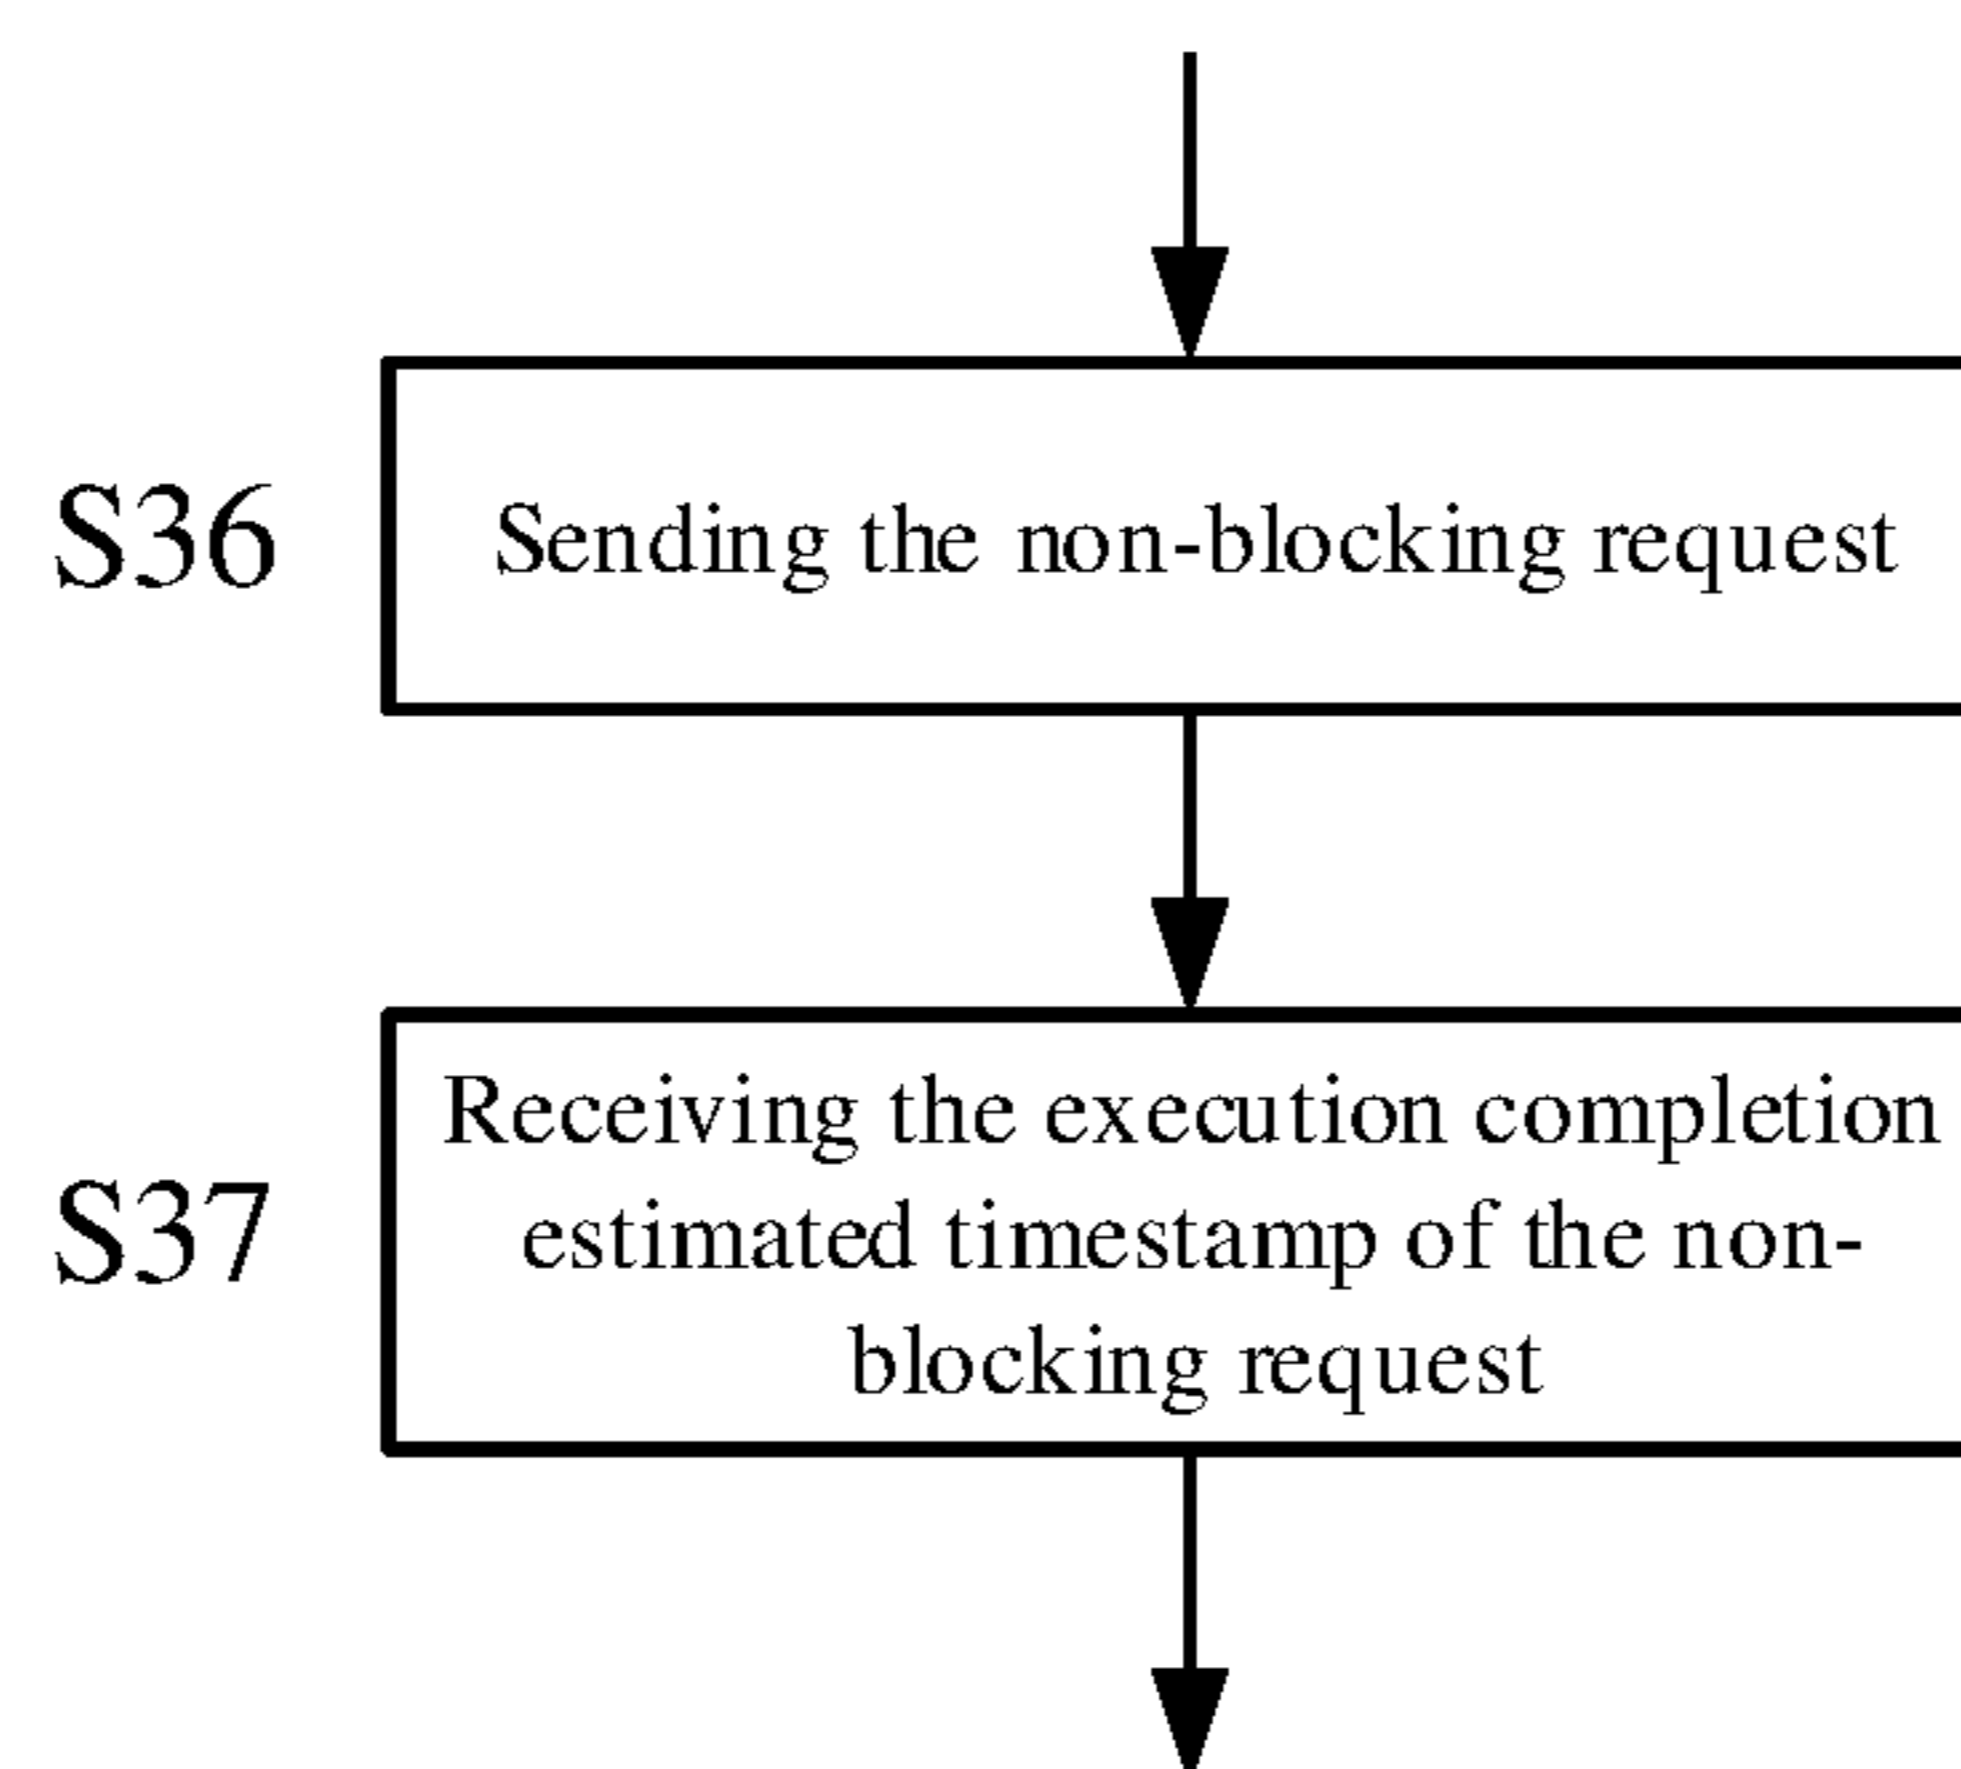 S36
Sending the non-blocking request
Receiving the execution completion
S37
estimated timestamp of the non-
blocking request